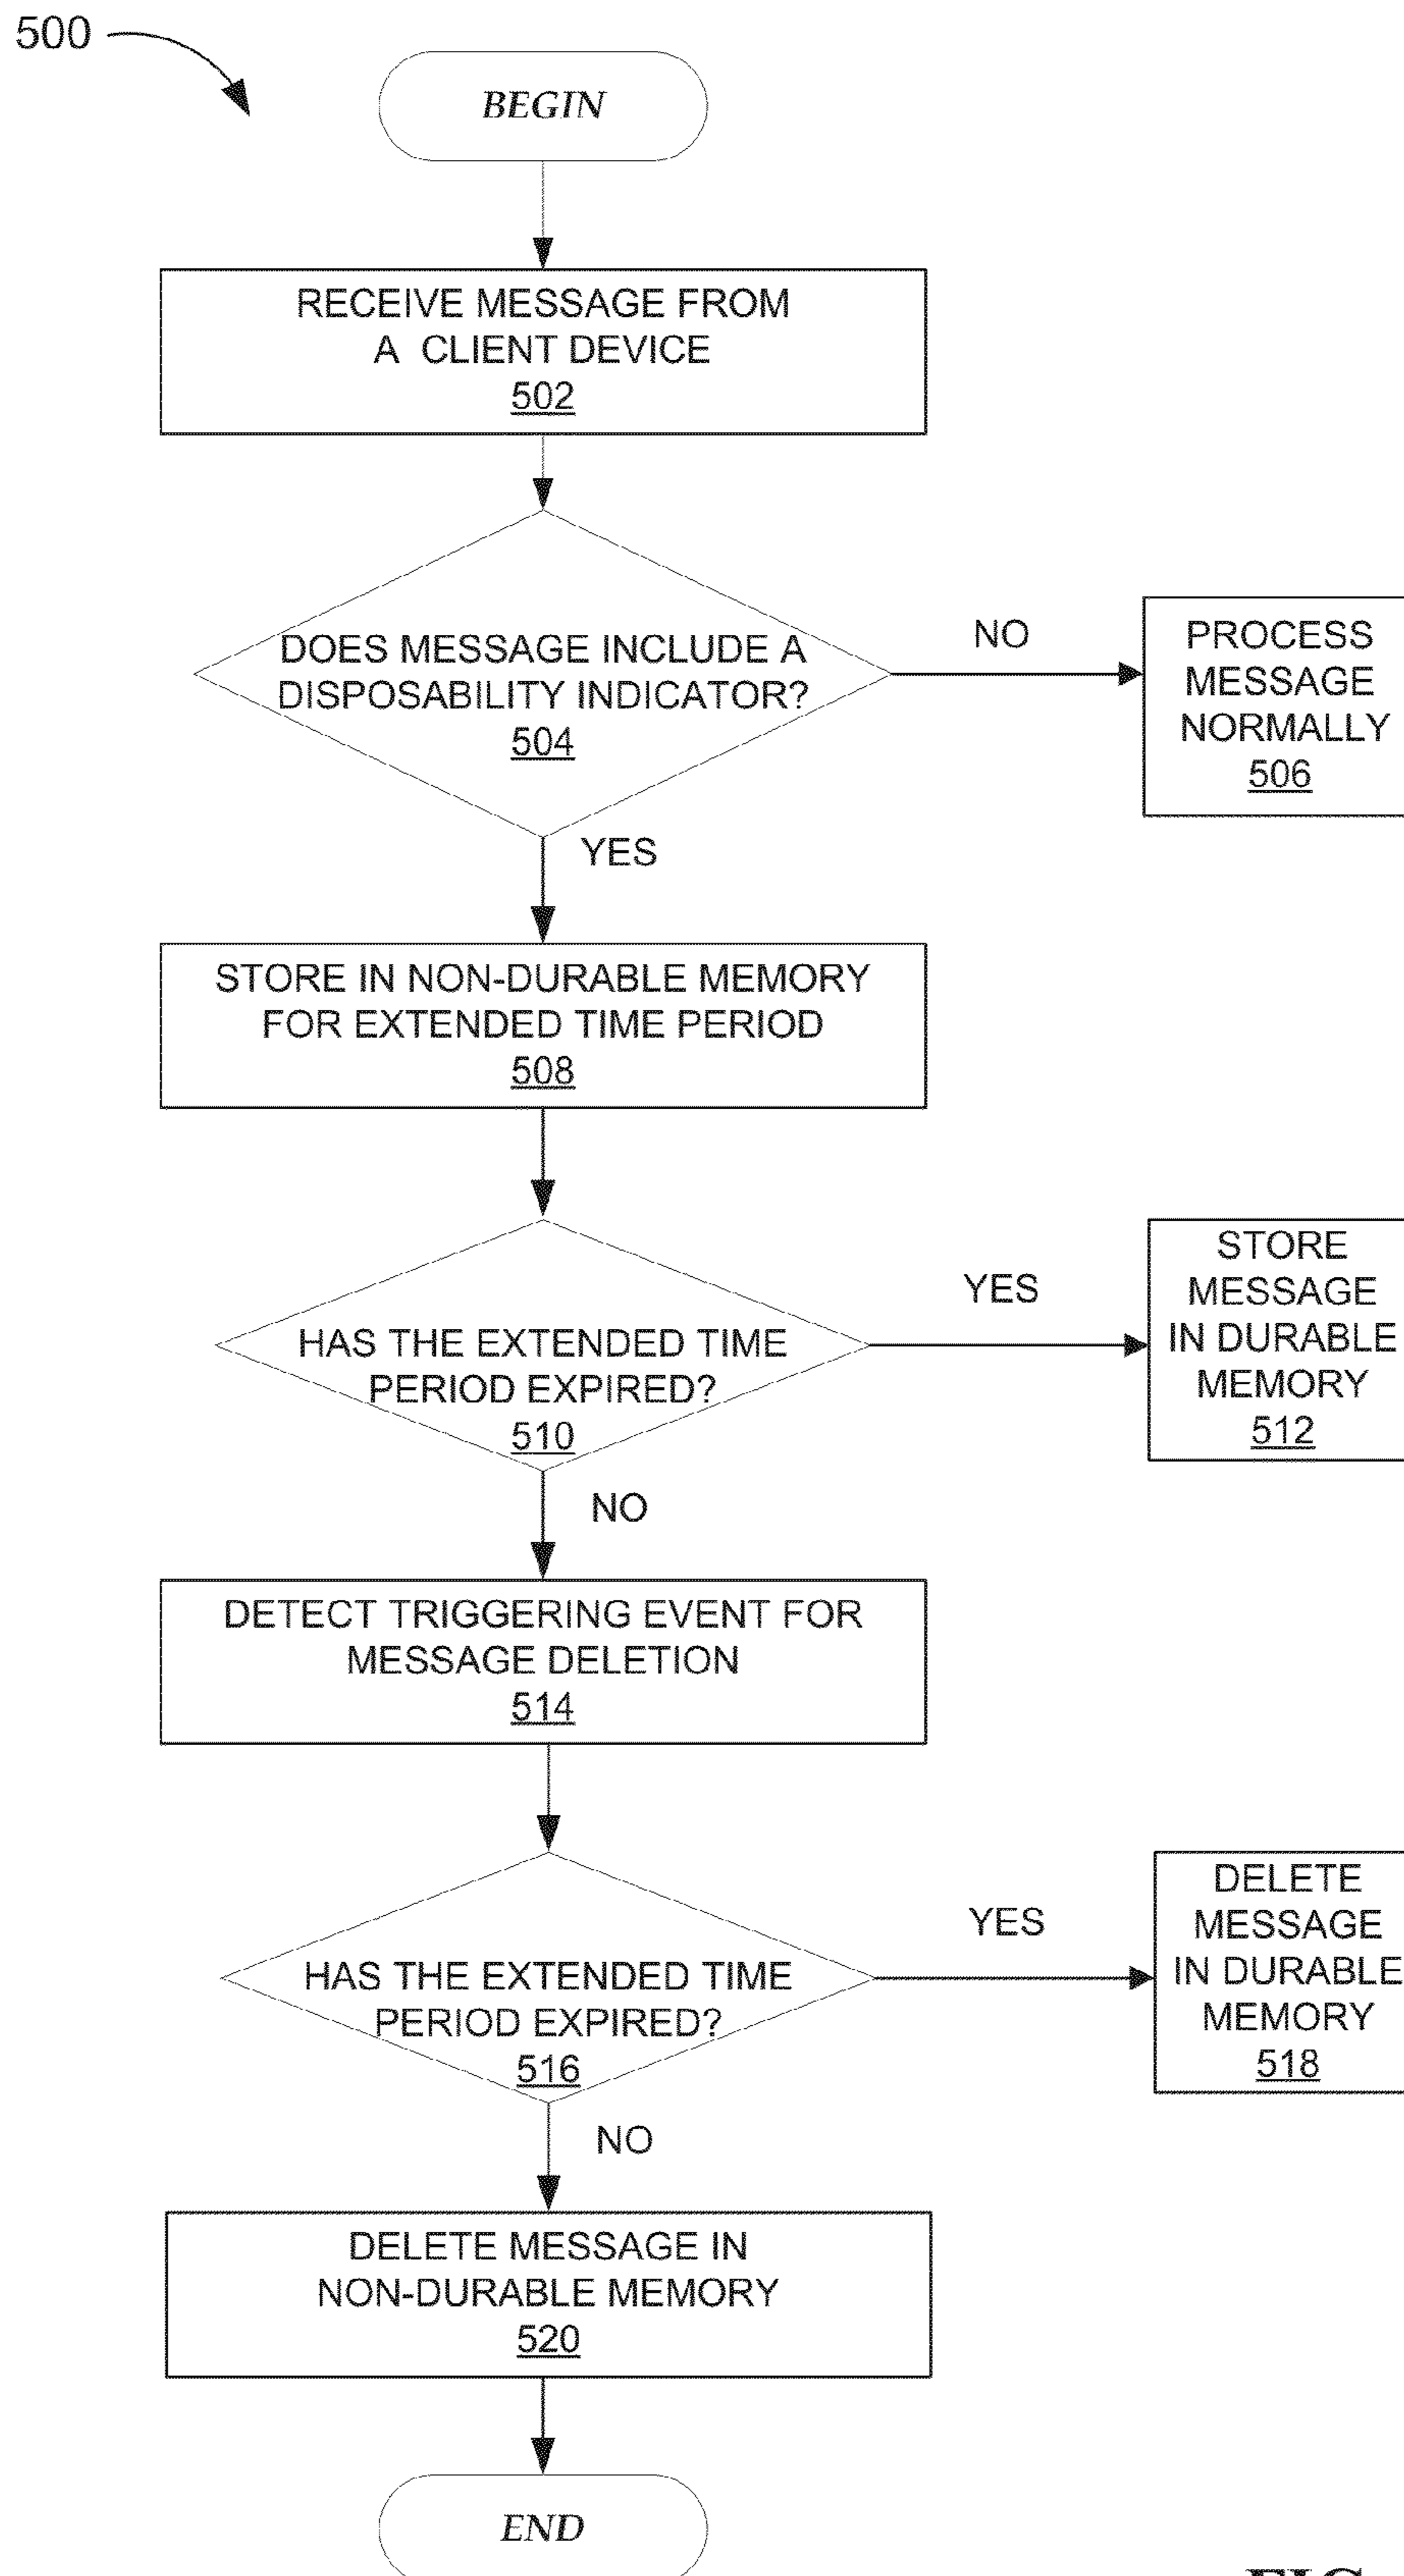 500
BEGIN
RECEIVE MESSAGE FROM
A CLIENT DEVICE
502
DOES MESSAGE INCLUDE A
DISPOSABILITY INDICATOR?
504
NO
PROCESS
MESSAGE
NORMALLY
506
YES
STORE IN NON-DURABLE MEMORY
FOR EXTENDED TIME PERIOD
508
HAS THE EXTENDED TIME
PERIOD EXPIRED?
510
YES
STORE
MESSAGE
IN DURABLE
MEMORY
512
NO
DETECT TRIGGERING EVENT FOR
MESSAGE DELETION
514
HAS THE EXTENDED TIME
PERIOD EXPIRED?
516
YES
DELETE
MESSAGE
IN DURABLE
MEMORY
518
NO
DELETE MESSAGE IN
NON-DURABLE MEMORY
520
END